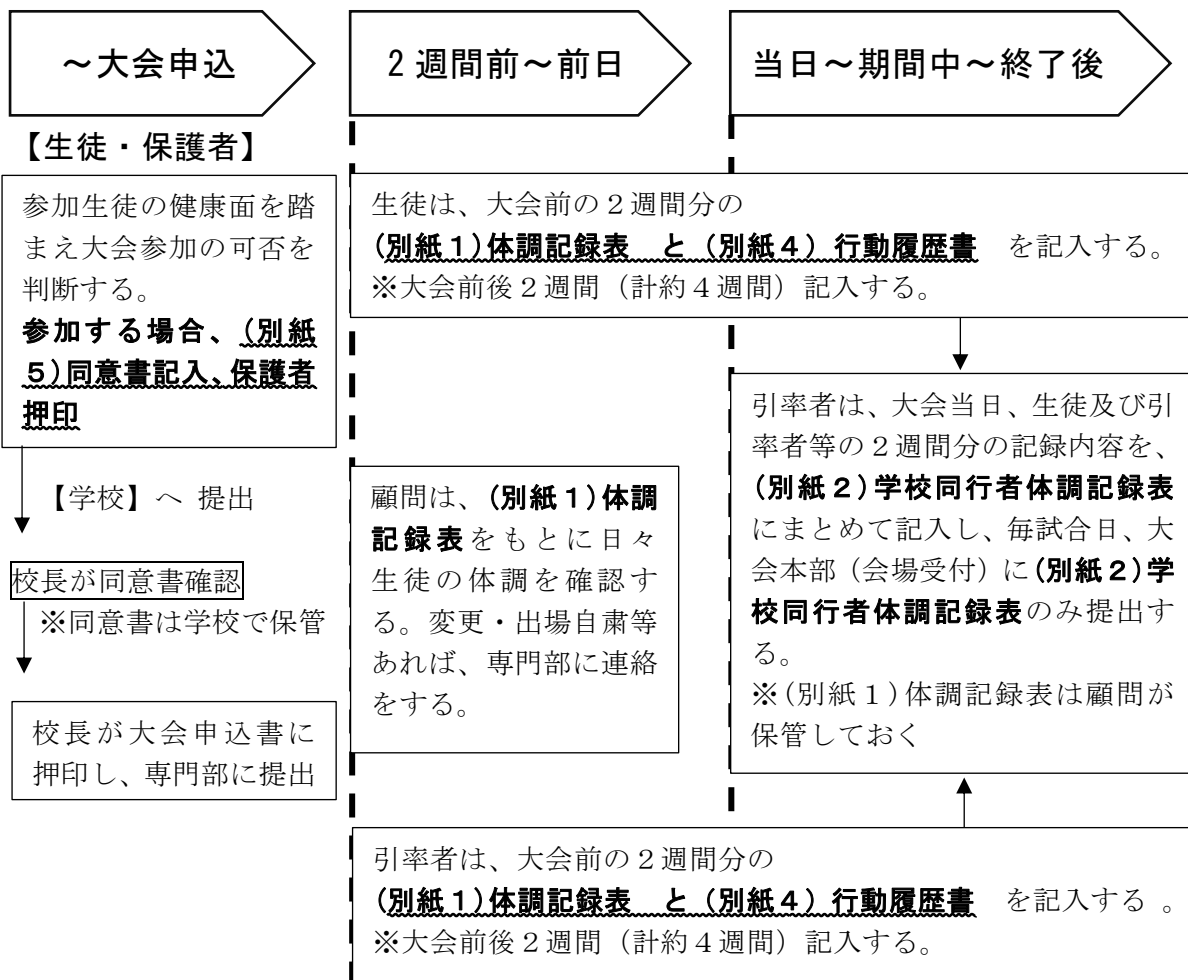 ～大会申込
2週間前～前日
当日～期間中～終了後
【生徒・保護者】
参加生徒の健康面を踏
まえ大会参加の可否を
判断する。
参加する場合、(別紙
５)同意書記入、保護者
押印
【学校】へ 提出
校長が同意書確認
※同意書は学校で保管
校長が大会申込書に
押印し、専門部に提出
生徒は、大会前の２週間分の
(別紙１)体調記録表　と（別紙４）行動履歴書　を記入する。
※大会前後２週間（計約４週間）記入する。
顧問は、(別紙１)体調
記録表をもとに日々
生徒の体調を確認す
る。変更・出場自粛等
あれば、専門部に連絡
をする。
引率者は、大会当日、生徒及び引
率者等の２週間分の記録内容を、
(別紙２)学校同行者体調記録表
にまとめて記入し、毎試合日、大
会本部（会場受付）に(別紙２)学
校同行者体調記録表のみ提出す
る。
※(別紙１)体調記録表は顧問が
保管しておく
引率者は、大会前の２週間分の
(別紙１)体調記録表　と（別紙４）行動履歴書　を記入する 。
※大会前後２週間（計約４週間）記入する。